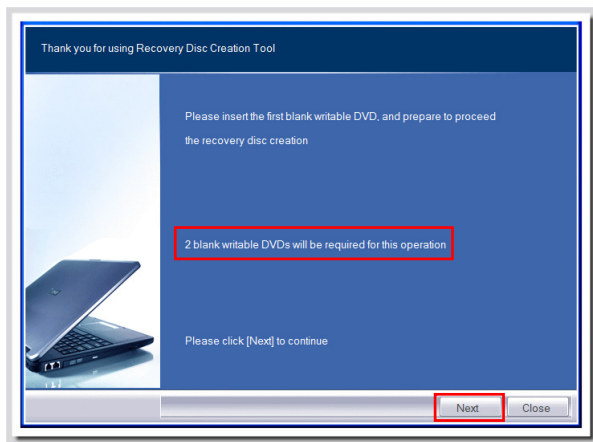 Thank you for using Recovery Disc Creation Tool
Please insert the first blank writable DVD, and prepare to proceed
the recovery disc creation
2 blank writable DVDs will be required for this operation
Please click [Next] to continue
Next
Close